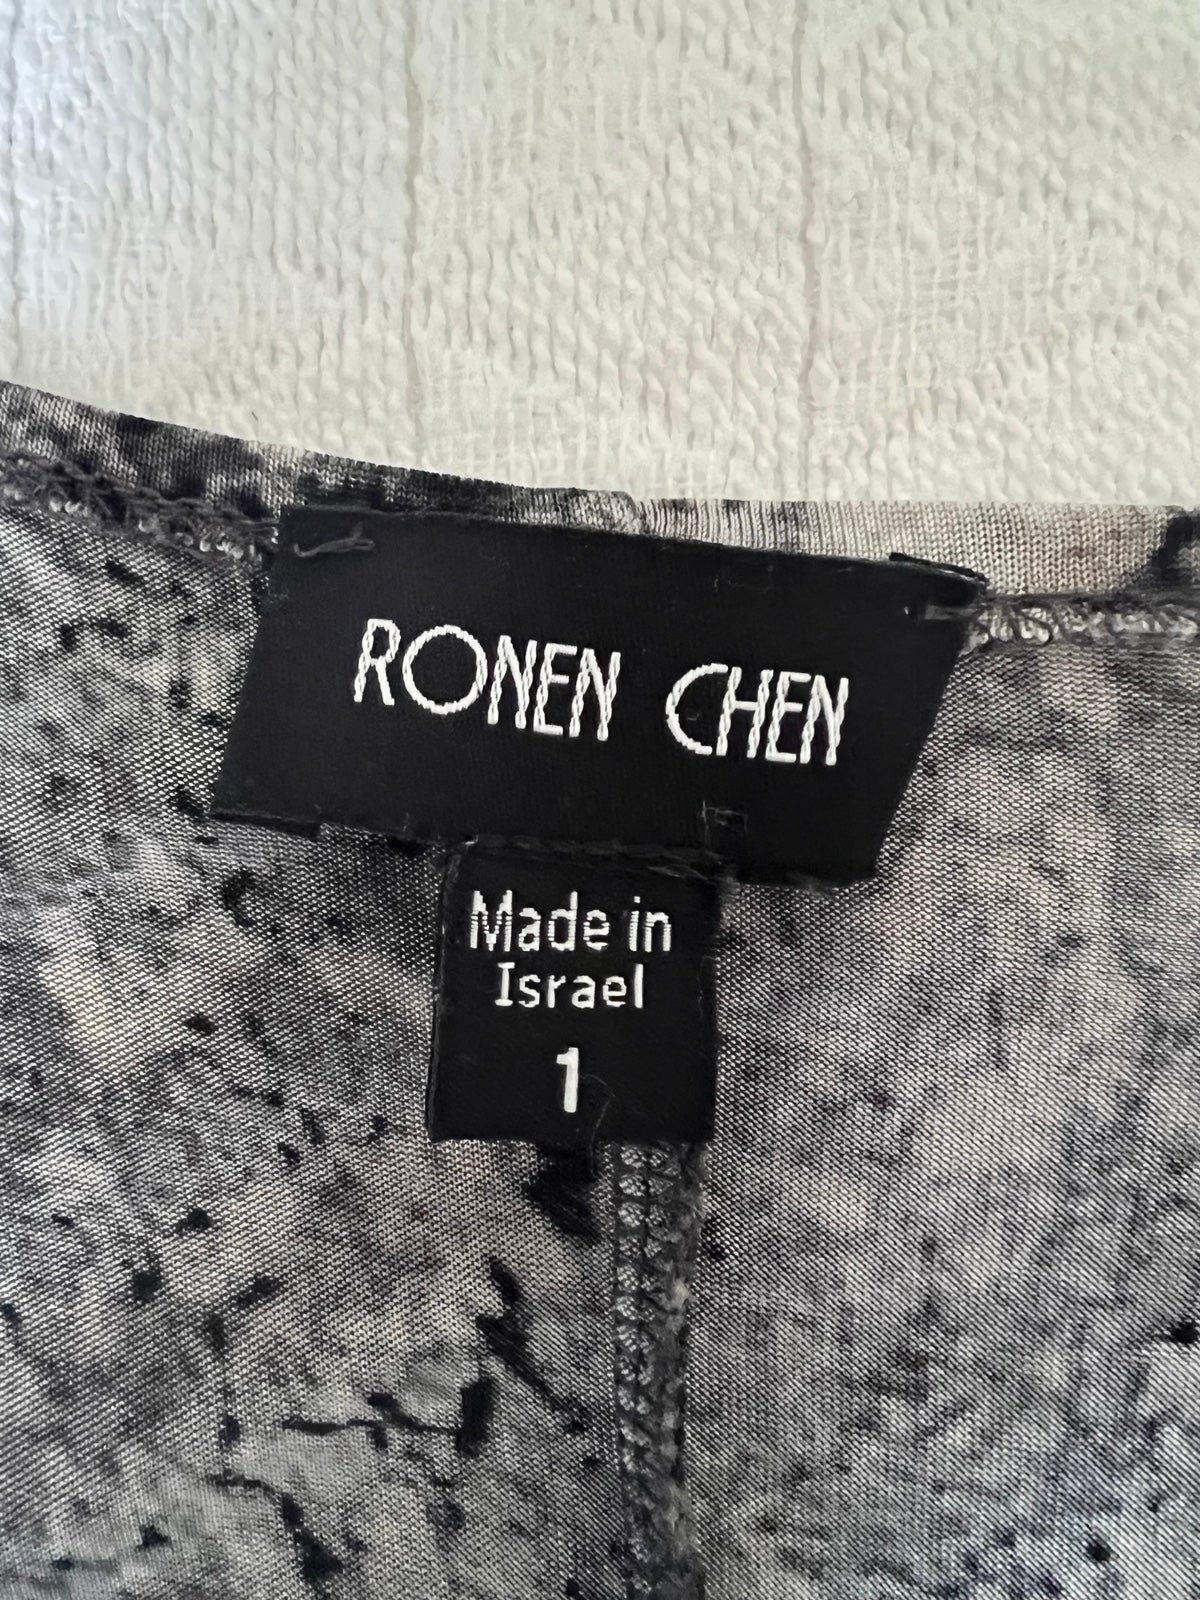 RONEN CHEN
Made in
Israel
1